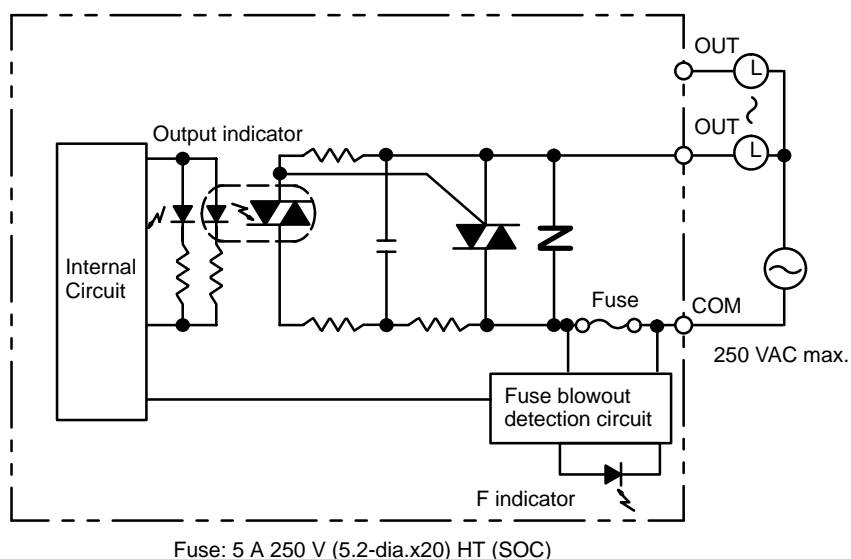 OUT
L
OUT
L
Output indicator
Internal
Circuit
Fuse
COM
250 VAC max.
Fuse blowout
detection circuit
F indicator
Fuse: 5 A 250 V (5.2-dia.x20) HT (SOC)